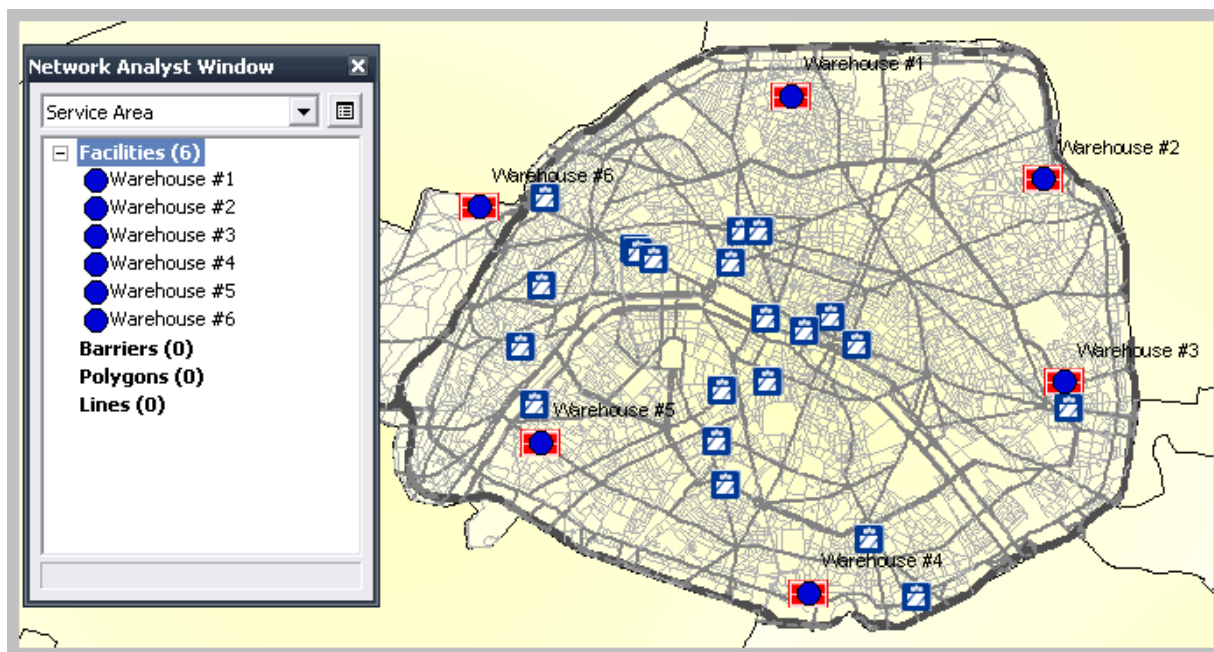 Network Analyst Window
Service Area
Facilities (6)
Warehouse #1
Warehouse #2
Warehouse #3
Warehouse #4
Warehouse #5
Warehouse #6
Barriers (0)
Polygons (0)
Lines (0)
Warehouse #1
Warehouse #2
Warehouse #6
Warehouse #3
Warehouse #5
Warehouse #4